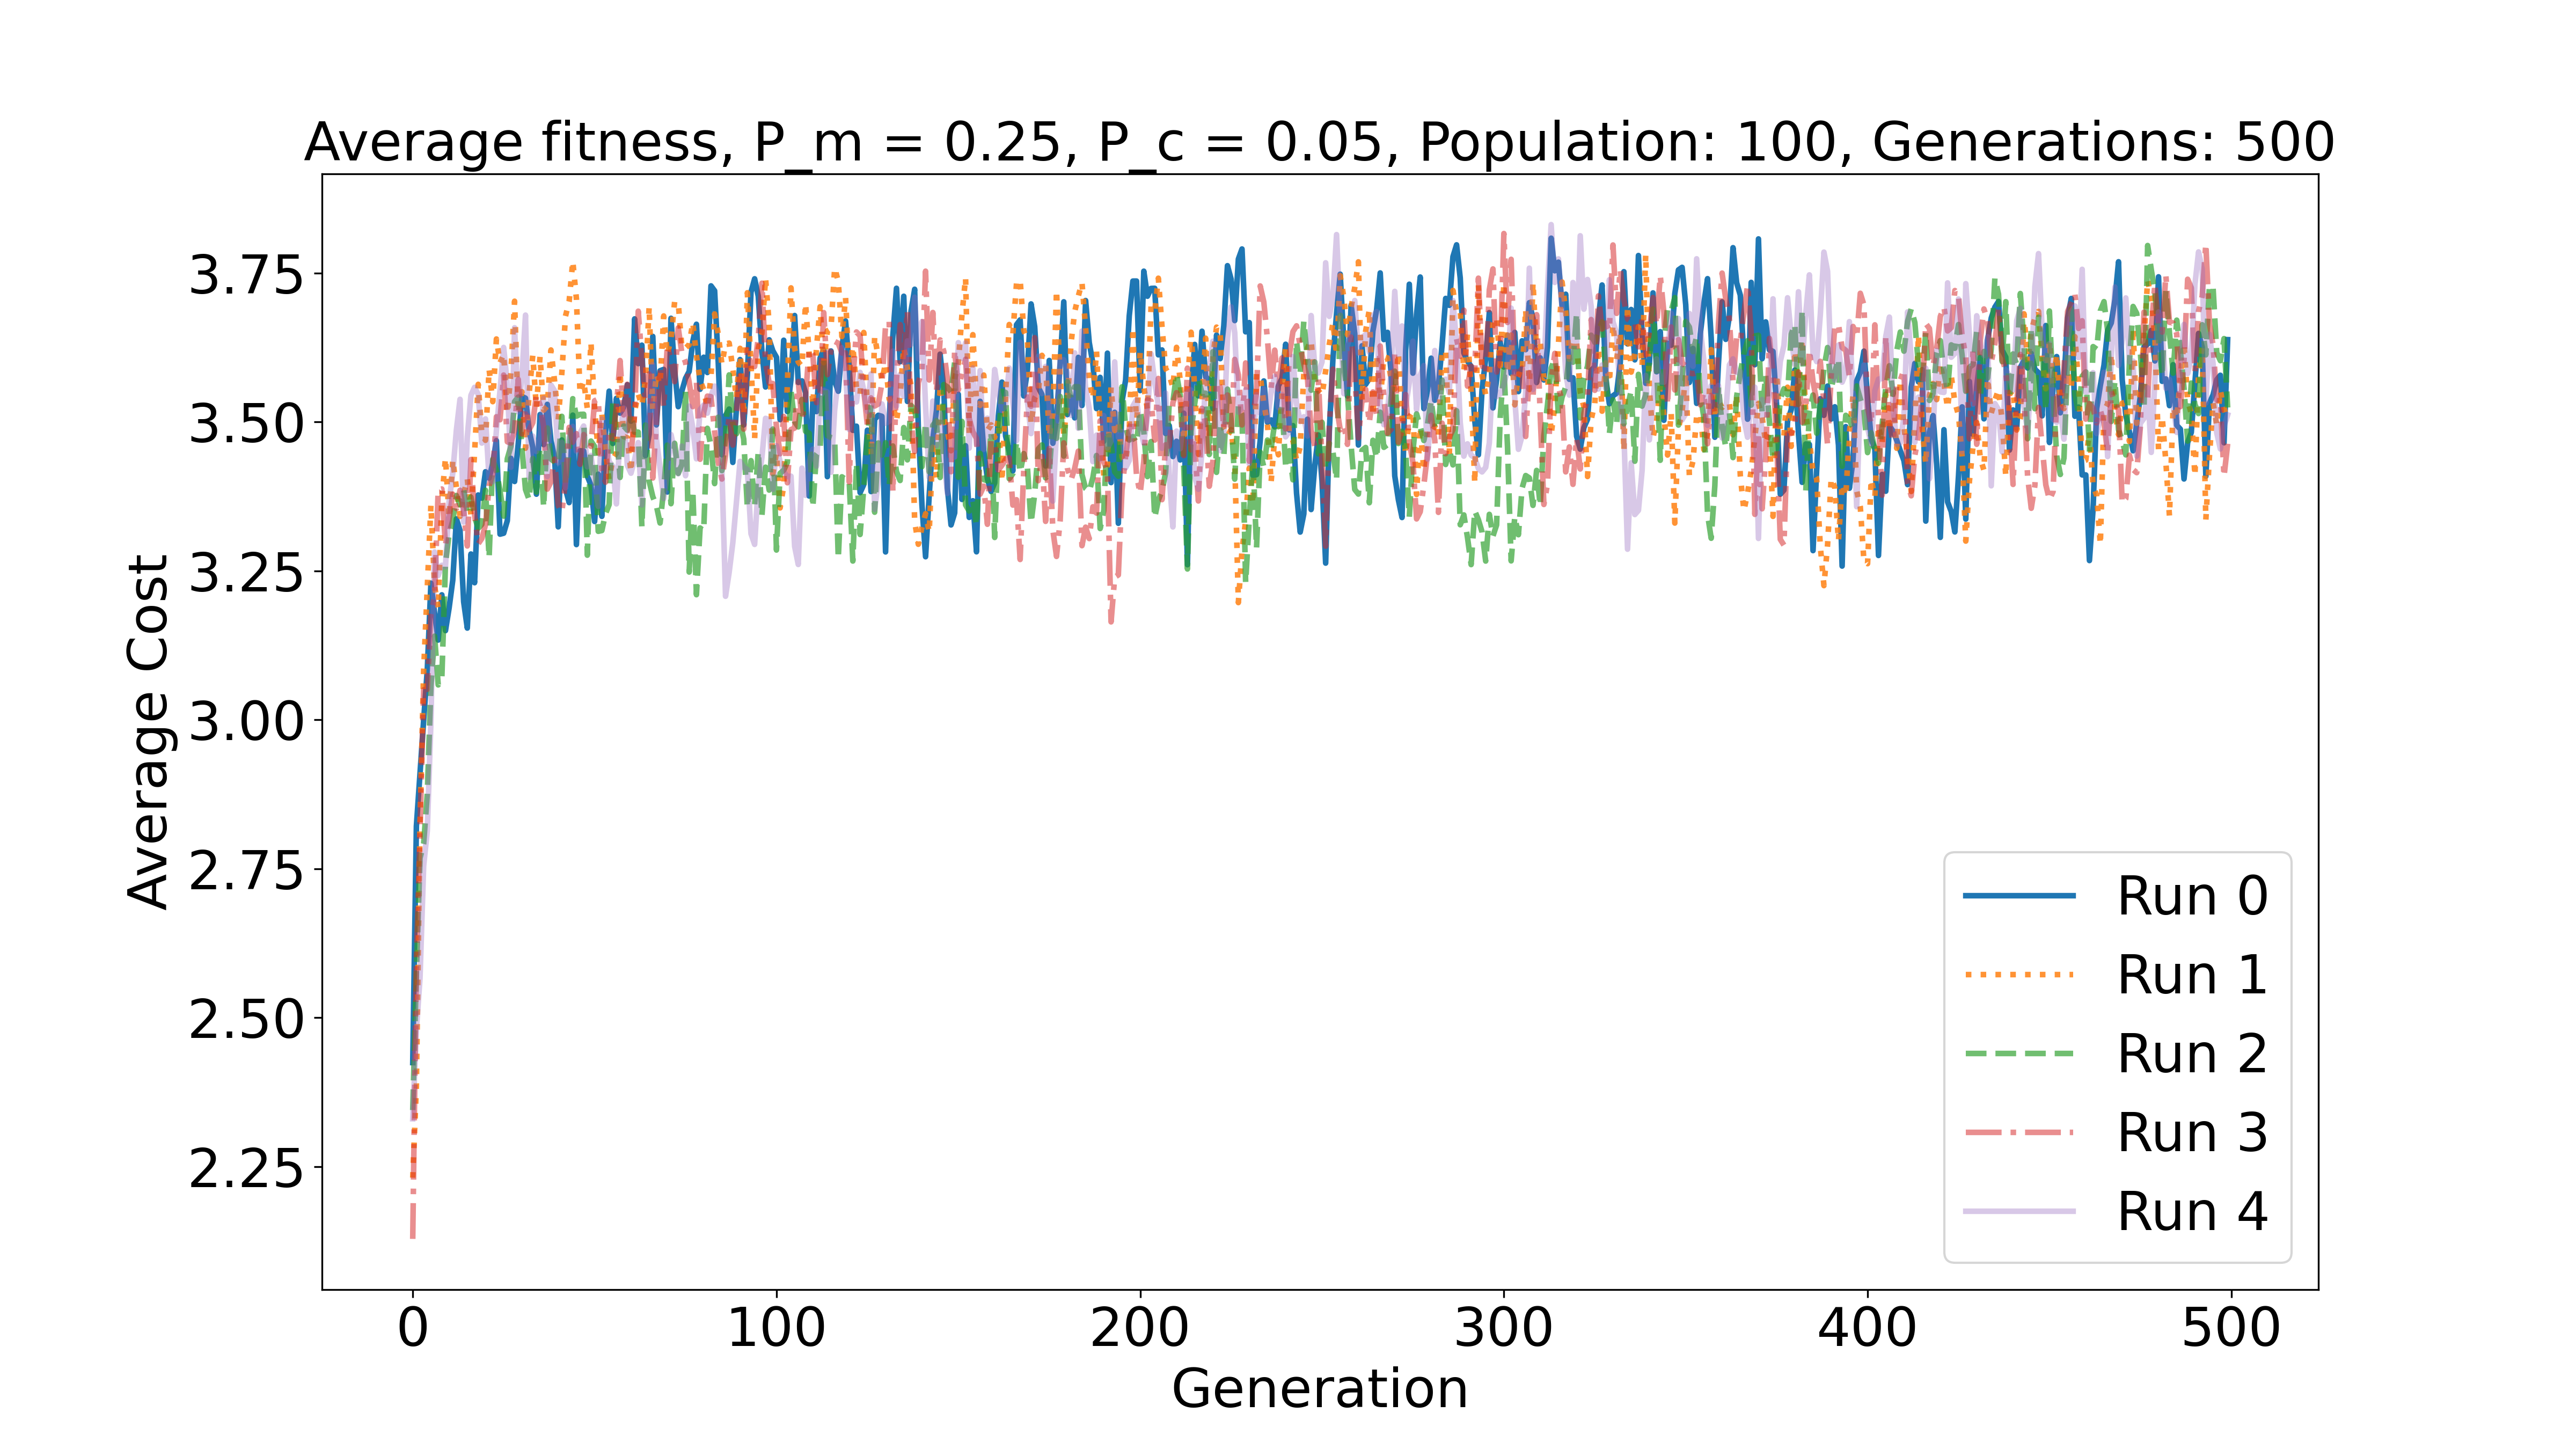 Average fitness, P_m = 0.25, P_c = 0.05, Population: 100, Generations: 500
Average Cost
3.75
3.50
3.25
3.00
2.75
2.50
2.25
Run 0
Run 1
Run 2
Run 3
Run 4
0 100 200 300 400 500
Generation